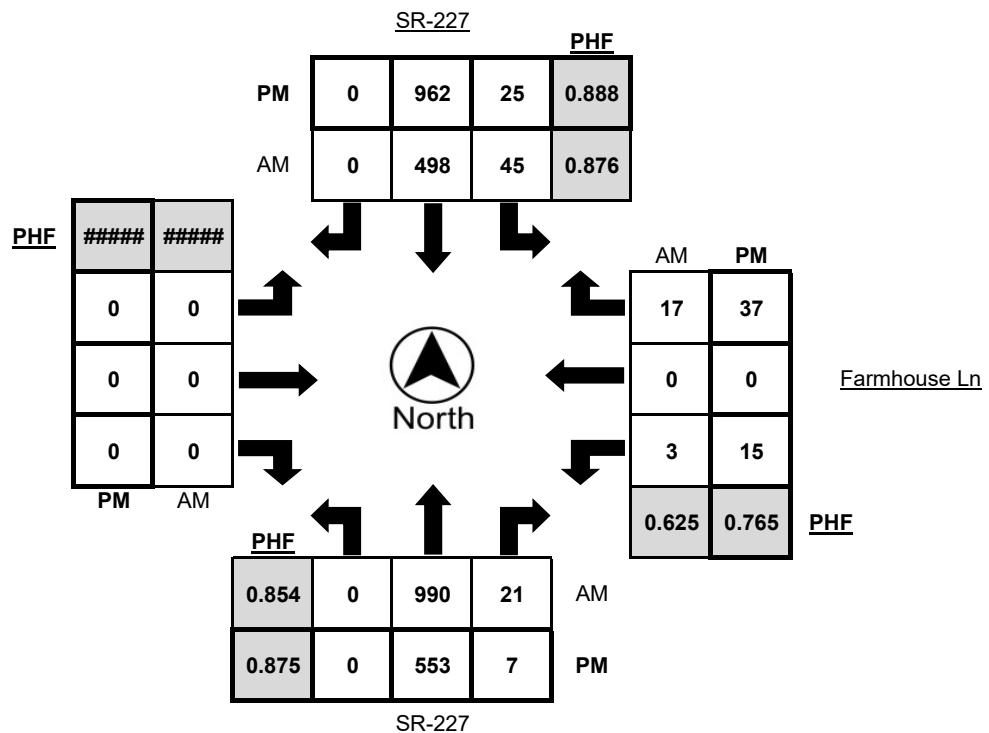 SR-227
PHF
PM 0 962 25 0.888
AM 0 498 45 0.876
PHF ##### #####
AM PM
0 0
17 37
0 0
North
0 0
Farmhouse Ln
0 0
3 15
PM AM
0.625 0.765 PHF
PHF
0.854 0 990 21 AM
0.875 0 553 7 PM
SR-227